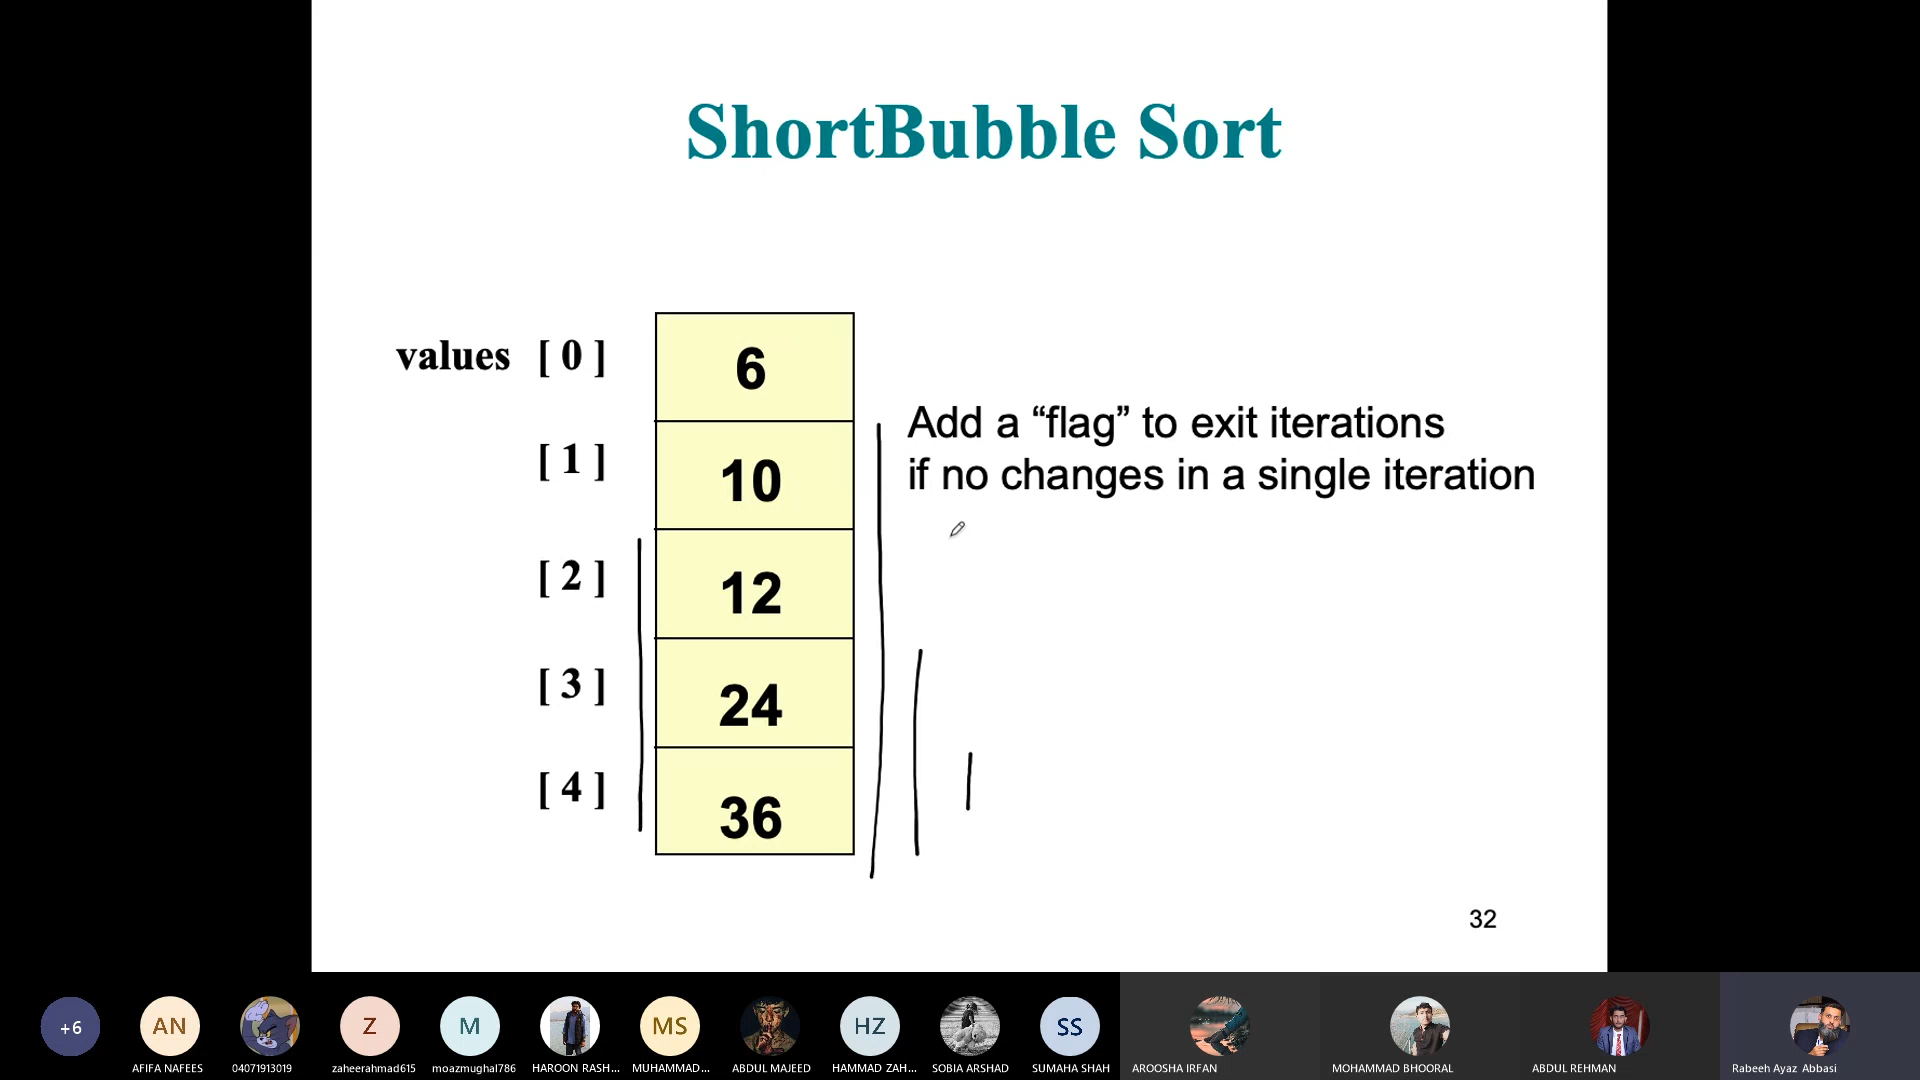 ShortBubble Sort
values [ 0 ] 6
Add a “flag” to exit iterations
if no changes in a single iteration
[ 1 ] 10
[ 2 ] 12
[ 3 ] 24
[ 4 ] 36
32
+6 AN Z M MS HZ SS
AFIFA NAFEES 04071913019 zaheerahmad615 moazmughal786 HAROON RASH... MUHAMMAD... ABDUL MAJEED HAMMAD ZAH... SOBIA ARSHAD SUMAHA SHAH AROOSHA IRFAN MOHAMMAD BHOORAL ABDUL REHMAN Rabeeh Ayaz Abbasi